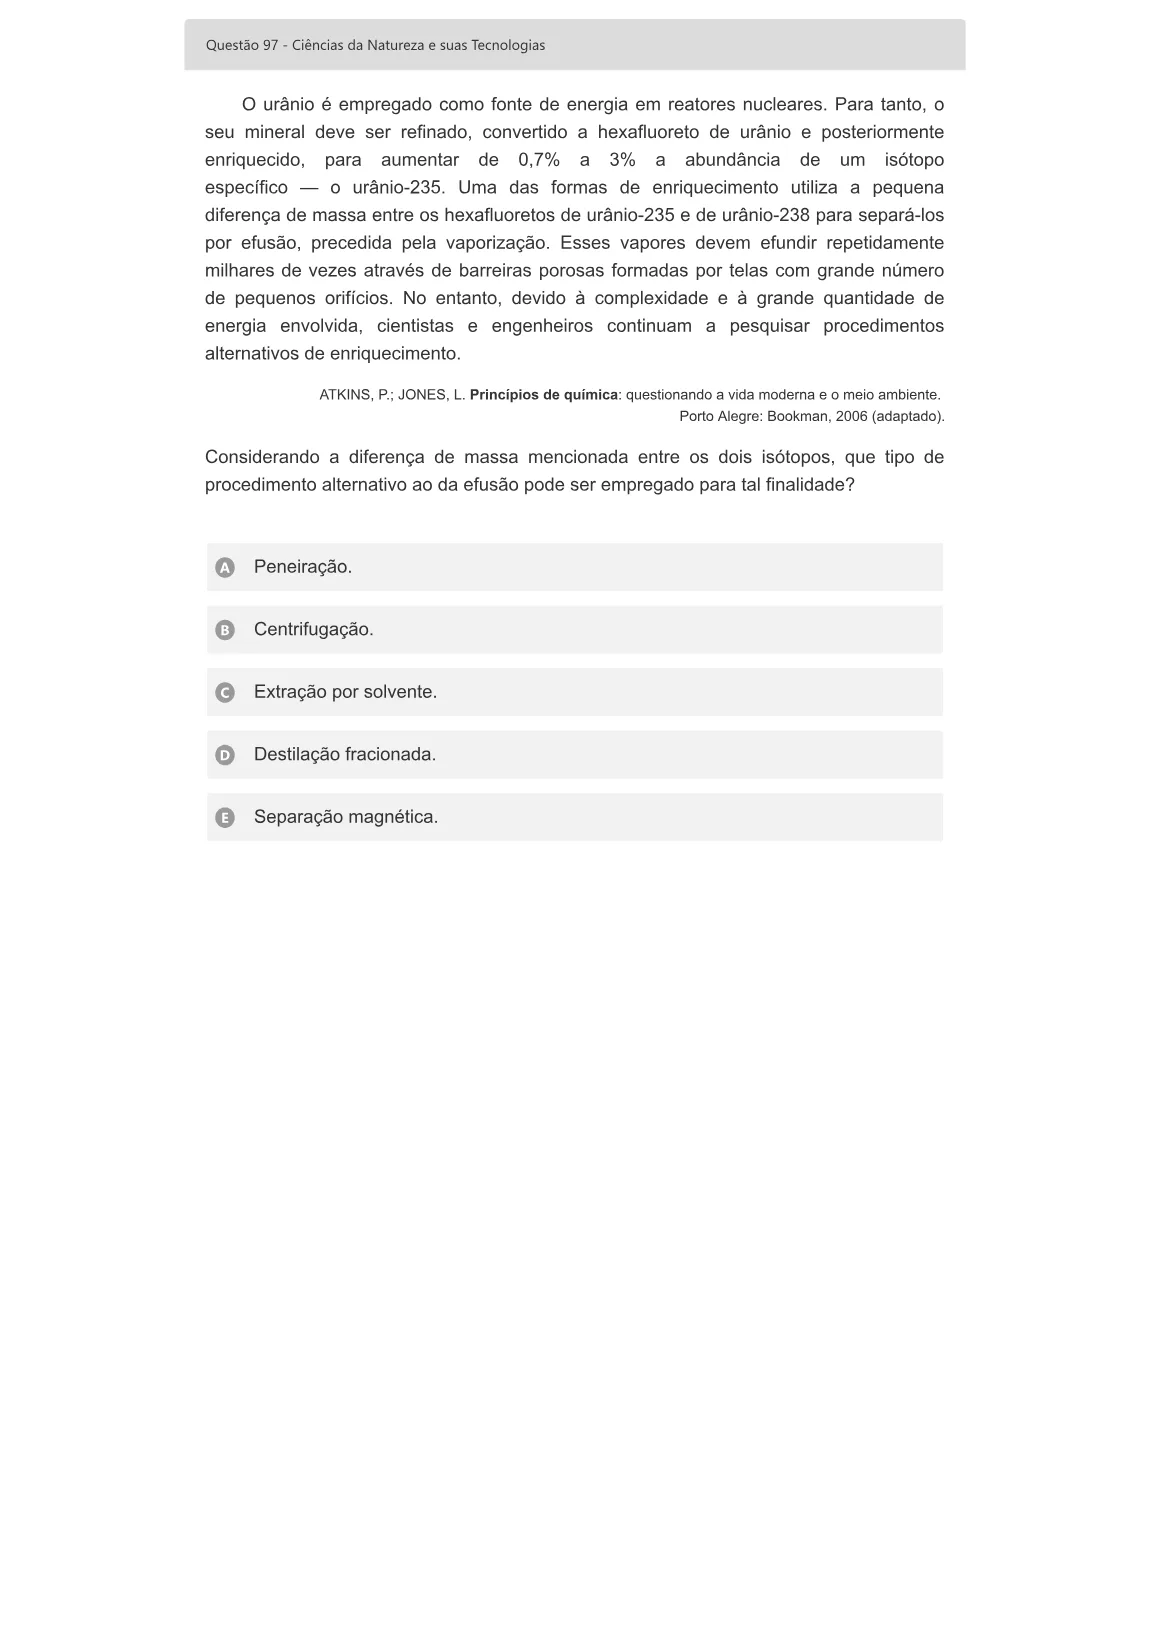 Questão 97 - Ciências da Natureza e suas Tecnologias
O urânio é empregado como fonte de energia em reatores nucleares. Para tanto, o
seu mineral deve ser refinado, convertido a hexafluoreto de urânio e posteriormente
enriquecido, para aumentar de 0,7% a 3% a abundância de um isótopo
específico — o urânio-235. Uma das formas de enriquecimento utiliza a pequena
diferença de massa entre os hexafluoretos de urânio-235 e de urânio-238 para separá-los
por efusão, precedida pela vaporização. Esses vapores devem efundir repetidamente
milhares de vezes através de barreiras porosas formadas por telas com grande número
de pequenos orifícios. No entanto, devido à complexidade e à grande quantidade de
energia envolvida, cientistas e engenheiros continuam a pesquisar procedimentos
alternativos de enriquecimento.
ATKINS, P.; JONES, L. Princípios de química: questionando a vida moderna e o meio ambiente.
Porto Alegre: Bookman, 2006 (adaptado).
Considerando a diferença de massa mencionada entre os dois isótopos, que tipo de
procedimento alternativo ao da efusão pode ser empregado para tal finalidade?
A Peneiração.
B Centrifugação.
C Extração por solvente.
D Destilação fracionada.
E Separação magnética.